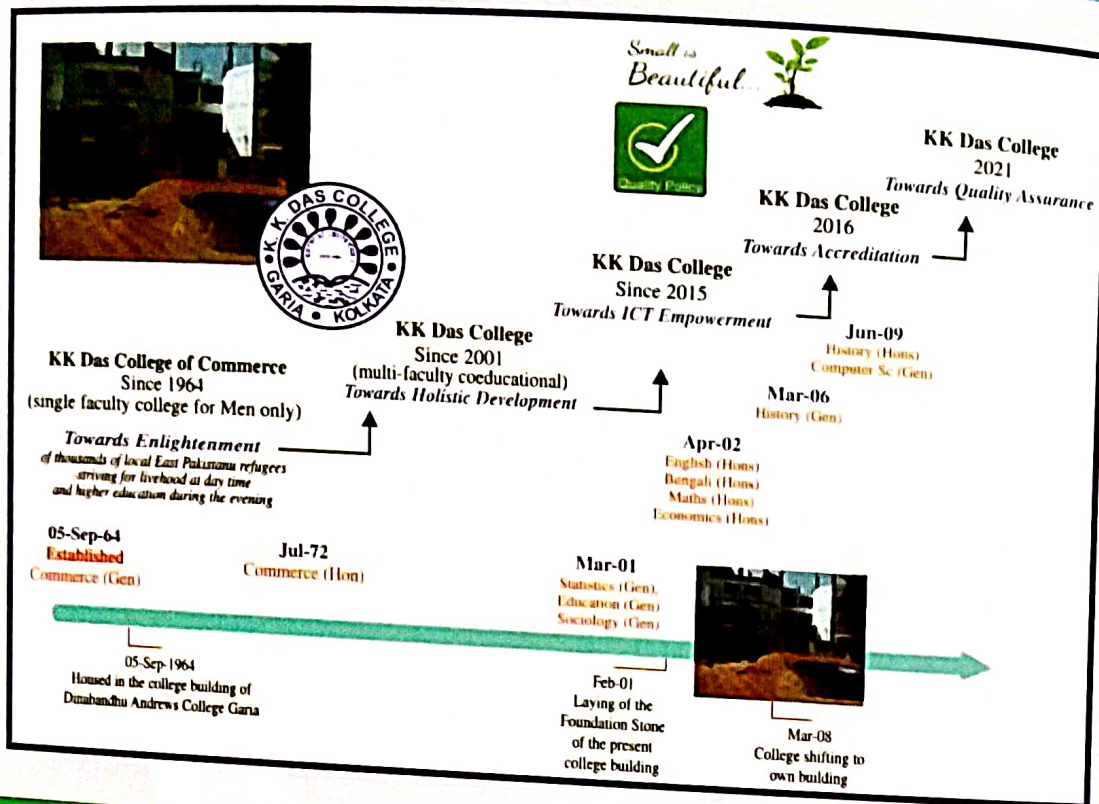 Small is
Beautiful...
Quality Policy
K. K. DAS COLLEGE
GARIA • KOLKATA
KK Das College
2021
Towards Quality Assurance
KK Das College
2016
Towards Accreditation
KK Das College
Since 2015
Towards ICT Empowerment
KK Das College
Since 2001
(multi-faculty coeducational)
Towards Holistic Development
KK Das College of Commerce
Since 1964
(single faculty college for Men only)
Towards Enlightenment
of thousands of local East Pakistani refugees
striving for livehood at day time
and higher education during the evening
05-Sep-64
Established
Commerce (Gen)
Jul-72
Commerce (Hon)
Mar-01
Statistics (Gen),
Education (Gen)
Sociology (Gen)
Apr-02
English (Hons)
Bengali (Hons)
Maths (Hons)
Economics (Hons)
Mar-06
History (Gen)
Jun-09
History (Hons)
Computer Sc (Gen)
05-Sep-1964
Housed in the college building of
Dinabandhu Andrews College Garia
Feb-01
Laying of the
Foundation Stone
of the present
college building
Mar-08
College shifting to
own building